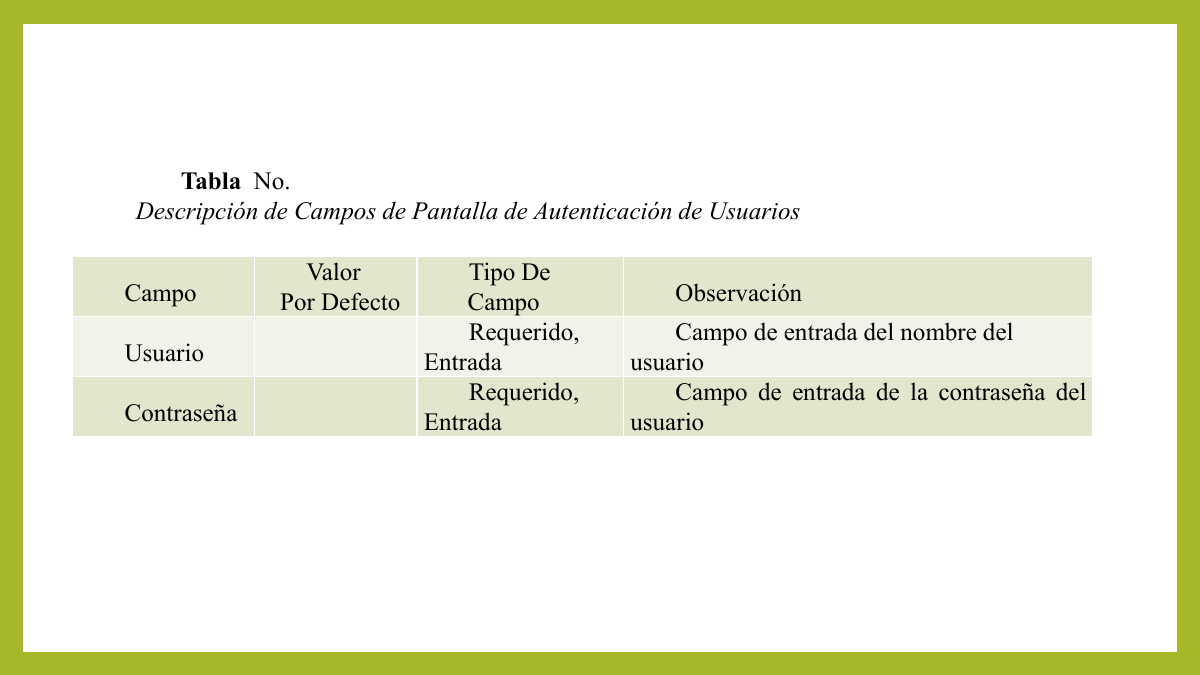 Tabla No.
Descripción de Campos de Pantalla de Autenticación de Usuarios
Campo
Valor
Por Defecto
Tipo De
Campo
Observación
Usuario
Requerido,
Entrada
Campo de entrada del nombre del
usuario
Contraseña
Requerido,
Entrada
Campo de entrada de la contraseña del
usuario